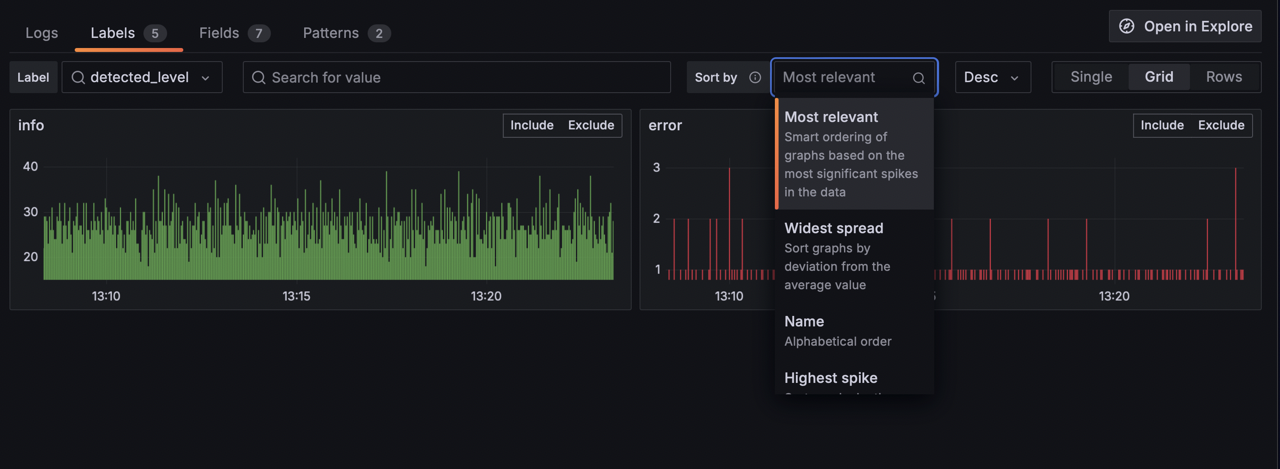 Logs
Labels 5
Fields 7
Patterns 2
Open in Explore
Label
detected_level
Search for value
Sort by
Most relevant
Desc
Single
Grid
Rows
info
Include
Exclude
40
30
20
13:10
13:15
13:20
error
Include
Exclude
3
2
1
13:10
13:20
Most relevant
Smart ordering of
graphs based on the
most significant spikes
in the data
Widest spread
Sort graphs by
deviation from the
average value
Name
Alphabetical order
Highest spike